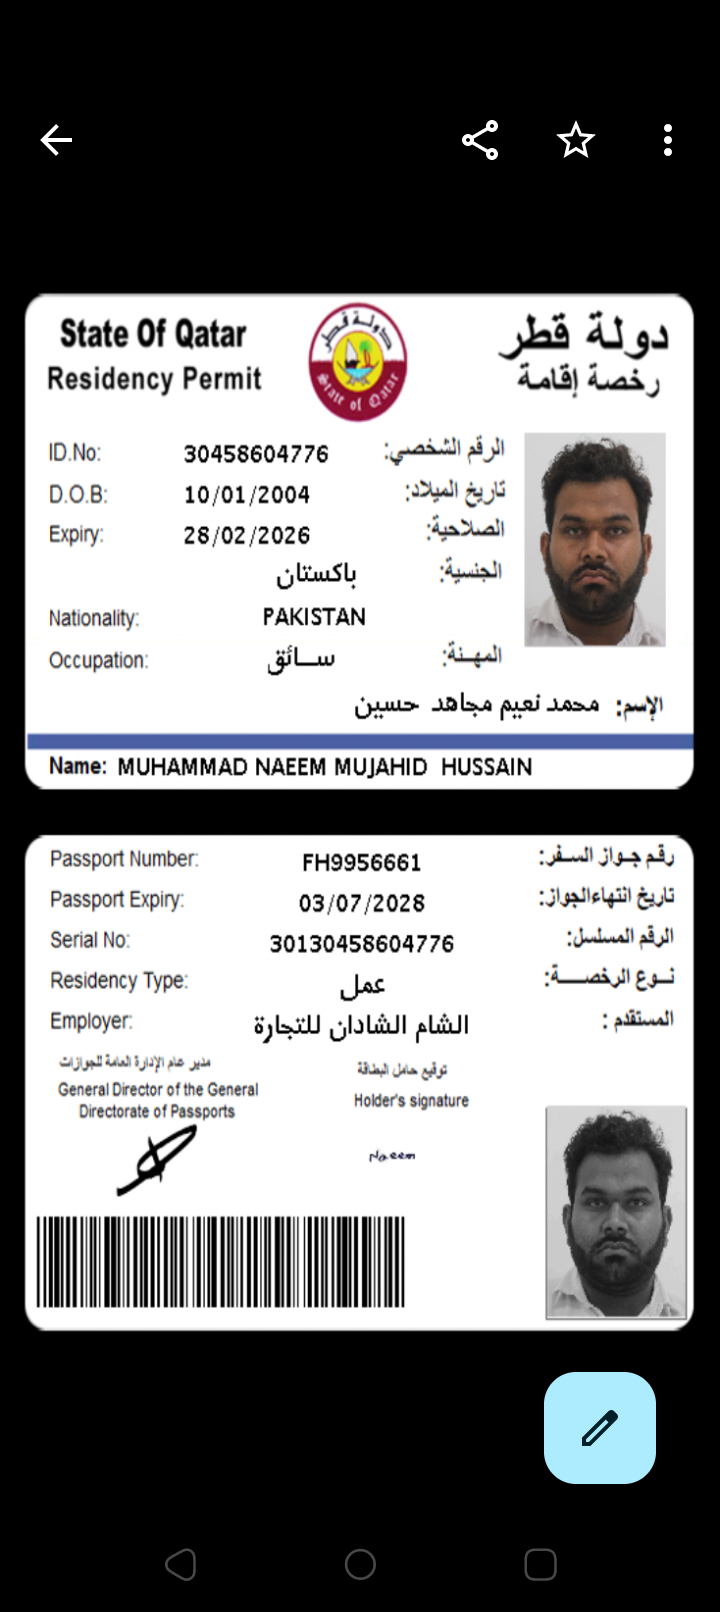 State Of Qatar
دولة قطر
Residency Permit
رخصة إقامة
دولة قطر
State of Qatar
ID.No: 30458604776 الرقم الشخصي:
D.O.B: 10/01/2004 تاريخ الميلاد:
Expiry: 28/02/2026 الصلاحية:
باكستان الجنسية:
Nationality: PAKISTAN
Occupation: ســائق المهـنة:
الإسم: محمد نعيم مجاهد حسين
Name: MUHAMMAD NAEEM MUJAHID HUSSAIN
Passport Number: FH9956661 رقم جـواز السـفر:
Passport Expiry: 03/07/2028 تاريخ انتهاءالجواز:
Serial No: 30130458604776 الرقم المسلسل:
Residency Type: عمل نــوع الرخصــــة:
Employer: الشام الشادان للتجارة المستقدم :
مدير عام الإدارة العامة للجوازات
General Director of the General
Directorate of Passports
توقيع حامل البطاقة
Holder's signature
Naeem